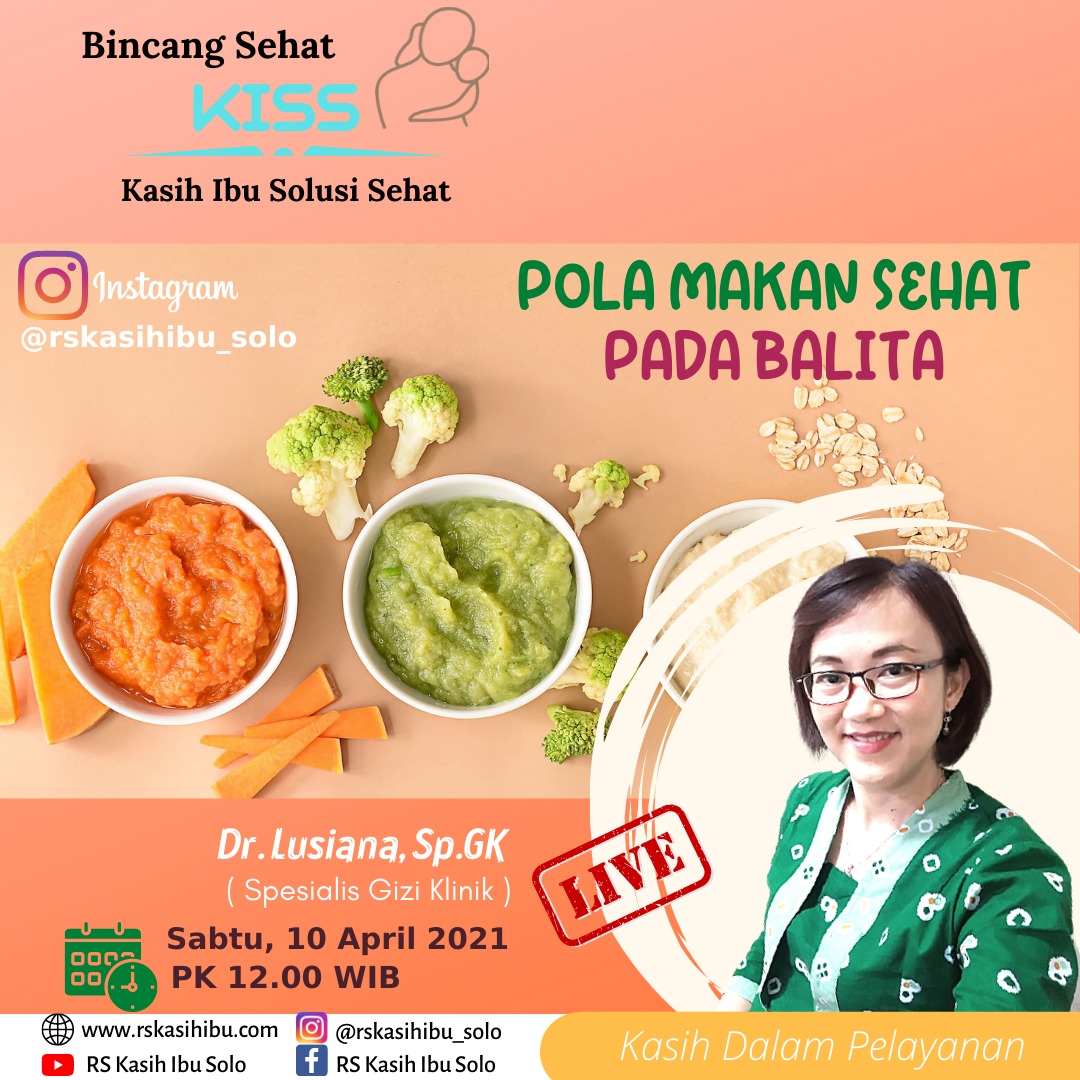 Bincang Sehat
KISS
Kasih Ibu Solusi Sehat
Instagram
@rskasihibu_solo
POLA MAKAN SEHAT
PADA BALITA
Dr. Lusiana, Sp.GK
( Spesialis Gizi Klinik )
LIVE
Sabtu, 10 April 2021
PK 12.00 WIB
www.rskasihibu.com
@rskasihibu_solo
RS Kasih Ibu Solo
RS Kasih Ibu Solo
Kasih Dalam Pelayanan